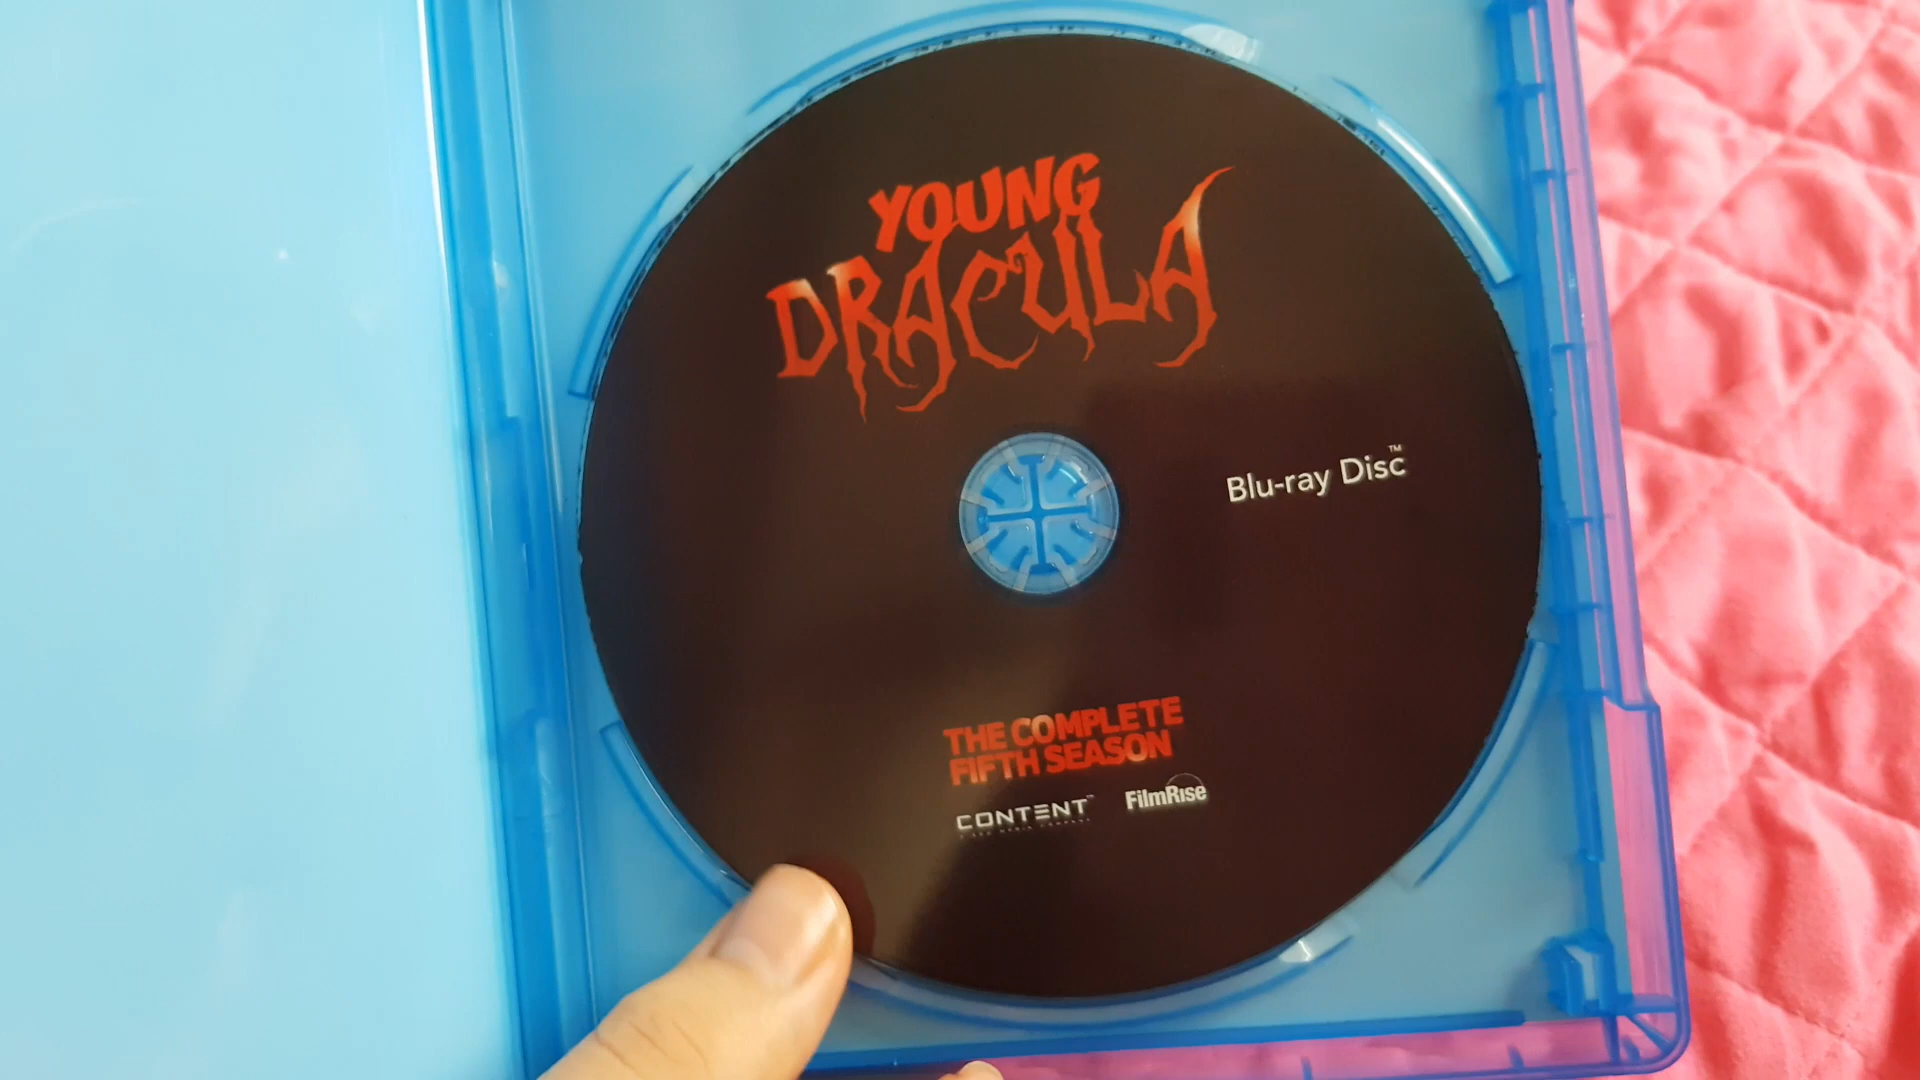 YOUNG
DRACULA
Blu-ray Disc™
THE COMPLETE
FIFTH SEASON
CONTENT™
FilmRise